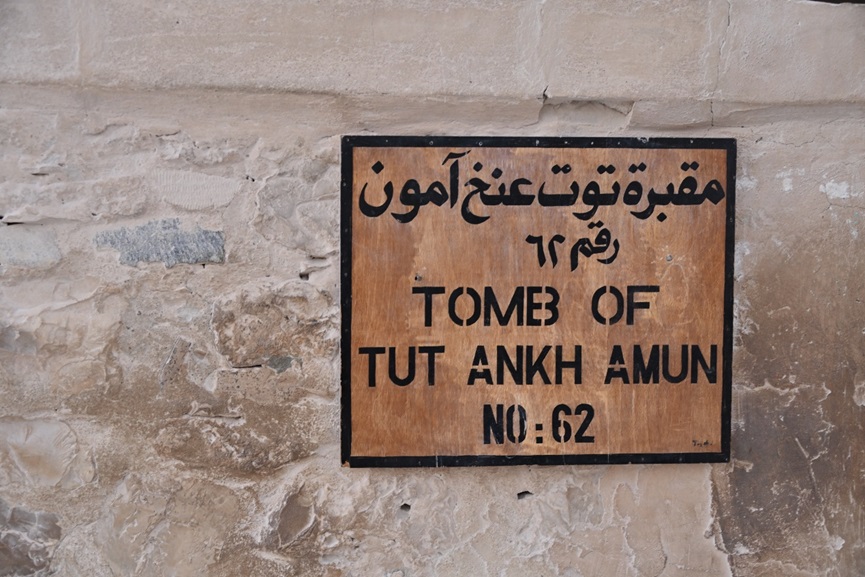 مقبرة توت عنخ آمون
رقم ٦٢
TOMB OF
TUT ANKH AMUN
NO: 62